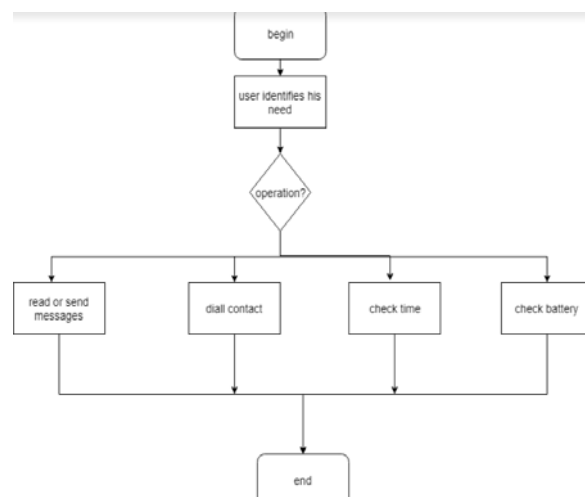 begin
user identifies his
need
operation?
read or send
messages
diall contact
check time
check battery
end